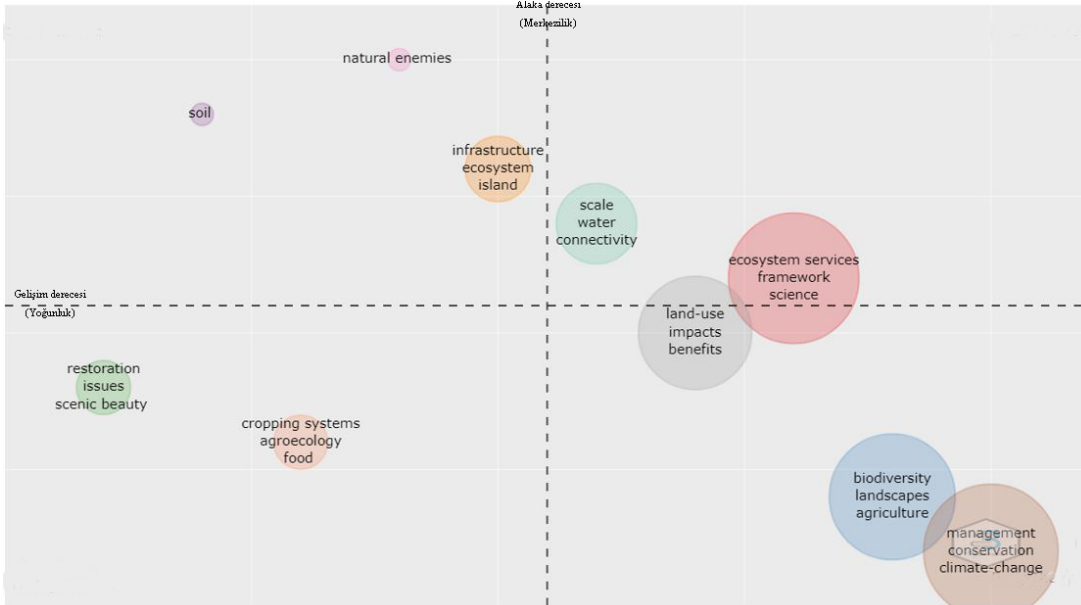 Alaka derecesi
(Merkezilik)
natural enemies
soil
infrastructure
ecosystem
island
scale
water
connectivity
ecosystem services
framework
science
Gelişim derecesi
(Yoğunluk)
land-use
impacts
benefits
restoration
issues
scenic beauty
cropping systems
agroecology
food
biodiversity
landscapes
agriculture
management
conservation
climate-change